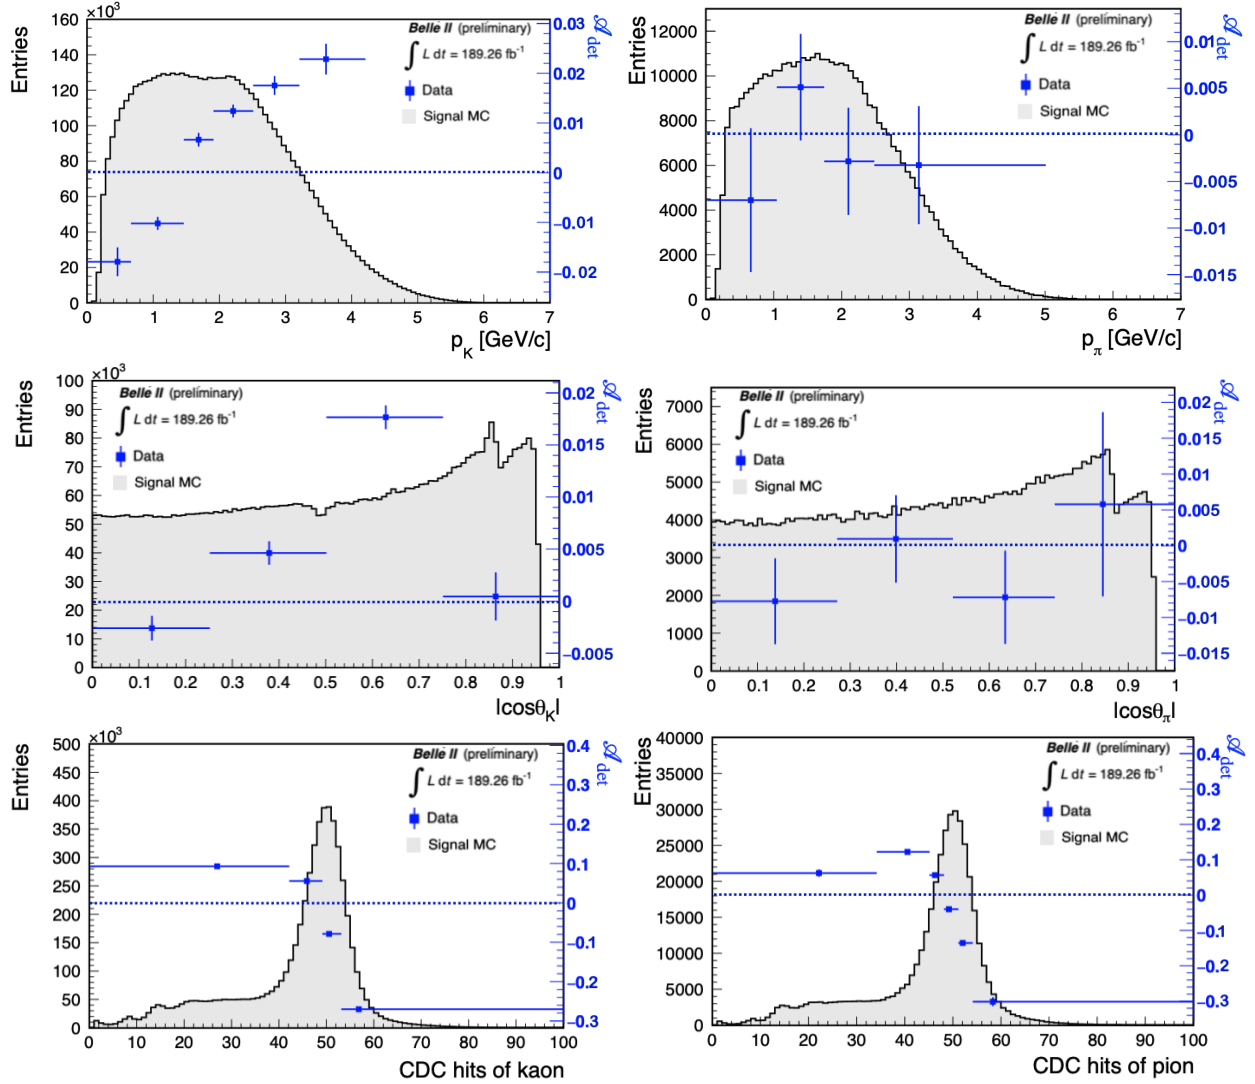 ×10³
Entries
160
140
120
100
80
60
40
20
0
0 1 2 3 4 5 6 7
p_K [GeV/c]
Belle II (preliminary)
∫ L dt = 189.26 fb⁻¹
Data
Signal MC
0.03
0.02
0.01
0
−0.01
−0.02
𝒜_det
Entries
12000
10000
8000
6000
4000
2000
0
0 1 2 3 4 5 6 7
p_π [GeV/c]
Belle II (preliminary)
∫ L dt = 189.26 fb⁻¹
Data
Signal MC
0.01
0.005
0
−0.005
−0.01
−0.015
𝒜_det
×10³
Entries
100
90
80
70
60
50
40
30
20
10
0
0 0.1 0.2 0.3 0.4 0.5 0.6 0.7 0.8 0.9 1
|cosθ_K|
Belle II (preliminary)
∫ L dt = 189.26 fb⁻¹
Data
Signal MC
0.02
0.015
0.01
0.005
0
−0.005
𝒜_det
Entries
7000
6000
5000
4000
3000
2000
1000
0
0 0.1 0.2 0.3 0.4 0.5 0.6 0.7 0.8 0.9 1
|cosθ_π|
Belle II (preliminary)
∫ L dt = 189.26 fb⁻¹
Data
Signal MC
0.02
0.015
0.01
0.005
0
−0.005
−0.01
−0.015
𝒜_det
×10³
Entries
500
450
400
350
300
250
200
150
100
50
0
0 10 20 30 40 50 60 70 80 90 100
CDC hits of kaon
Belle II (preliminary)
∫ L dt = 189.26 fb⁻¹
Data
Signal MC
0.4
0.3
0.2
0.1
0
−0.1
−0.2
−0.3
𝒜_det
Entries
40000
35000
30000
25000
20000
15000
10000
5000
0
0 10 20 30 40 50 60 70 80 90 100
CDC hits of pion
Belle II (preliminary)
∫ L dt = 189.26 fb⁻¹
Data
Signal MC
0.4
0.3
0.2
0.1
0
−0.1
−0.2
−0.3
𝒜_det